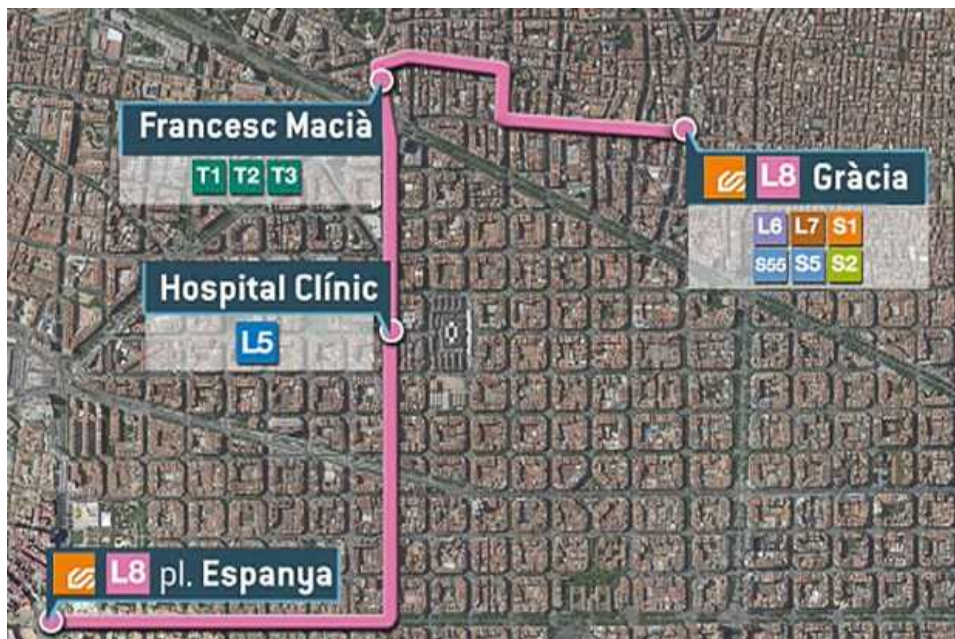 Francesc Macià
T1 T2 T3
L8 Gràcia
L6 L7 S1
S55 S5 S2
Hospital Clínic
L5
L8 pl. Espanya